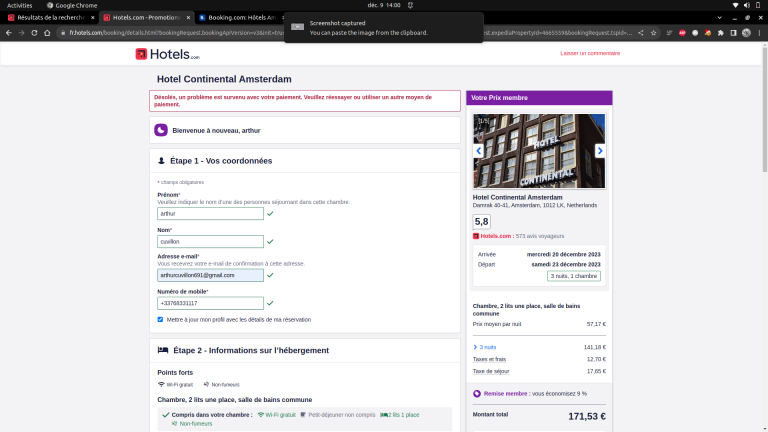 Activities
Google Chrome
déc. 9 14:00
Résultats de la recherche
Hotels.com - Promotion
Booking.com: Hôtels Am
Screenshot captured
You can paste the image from the clipboard.
fr.hotels.com/booking/details.html?bookingRequest.bookingApiVersion=v3&init=tru
est.expediaPropertyId=4665559&bookingRequest.tspid=...
Hotels.com
Laisser un commentaire
Hotel Continental Amsterdam
Désolés, un problème est survenu avec votre paiement. Veuillez réessayer ou utiliser un autre moyen de
paiement.
Bienvenue à nouveau, arthur
Étape 1 - Vos coordonnées
* champs obligatoires
Prénom*
Veuillez indiquer le nom d'une des personnes séjournant dans cette chambre.
arthur
Nom*
cuvillon
Adresse e-mail*
Vous recevrez votre e-mail de confirmation à cette adresse.
arthurcuvillon691@gmail.com
Numéro de mobile*
+33768331117
Mettre à jour mon profil avec les détails de ma réservation
Étape 2 - Informations sur l'hébergement
Points forts
Wi-Fi gratuit
Non-fumeurs
Chambre, 2 lits une place, salle de bains commune
Compris dans votre chambre :
Wi-Fi gratuit
Petit-déjeuner non compris
2 lits 1 place
Non-fumeurs
Votre Prix membre
[1/5]
HOTEL
CONTINENTAL
Hotel Continental Amsterdam
Damrak 40-41, Amsterdam, 1012 LK, Netherlands
5,8
Hotels.com : 573 avis voyageurs
Arrivée mercredi 20 décembre 2023
Départ samedi 23 décembre 2023
3 nuits, 1 chambre
Chambre, 2 lits une place, salle de bains
commune
Prix moyen par nuit 57,17 €
3 nuits 141,18 €
Taxes et frais 12,70 €
Taxe de séjour 17,65 €
Remise membre : vous économisez 9 %
Montant total 171,53 €